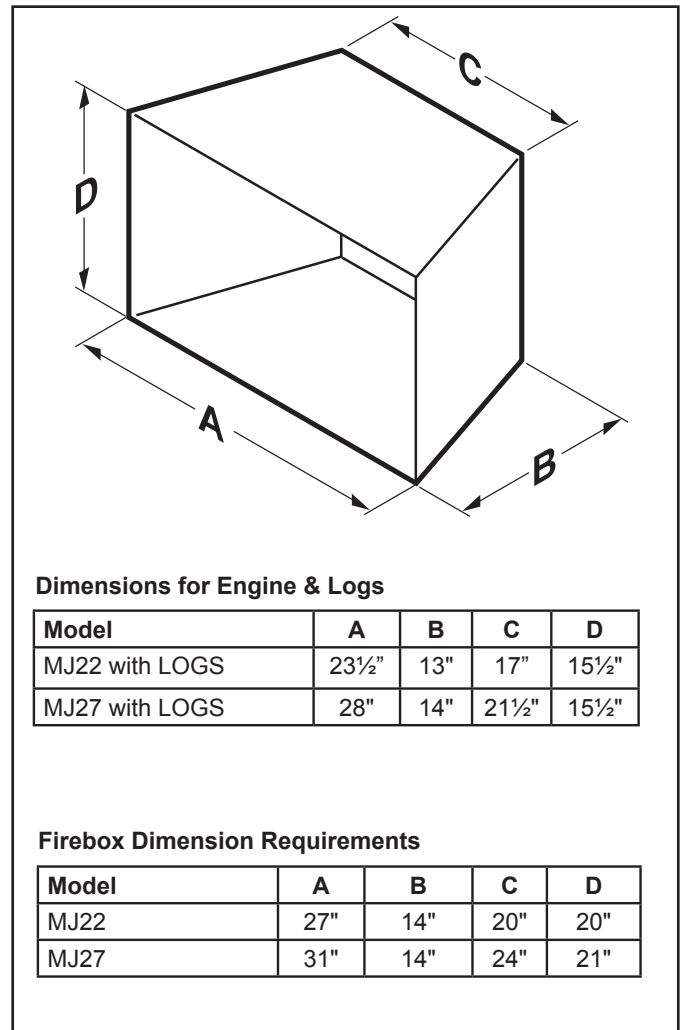 C
D
A
B
Dimensions for Engine & Logs
Model A B C D
MJ22 with LOGS 23½” 13" 17” 15½"
MJ27 with LOGS 28" 14" 21½" 15½"
Firebox Dimension Requirements
Model A B C D
MJ22 27" 14" 20" 20"
MJ27 31" 14" 24" 21"